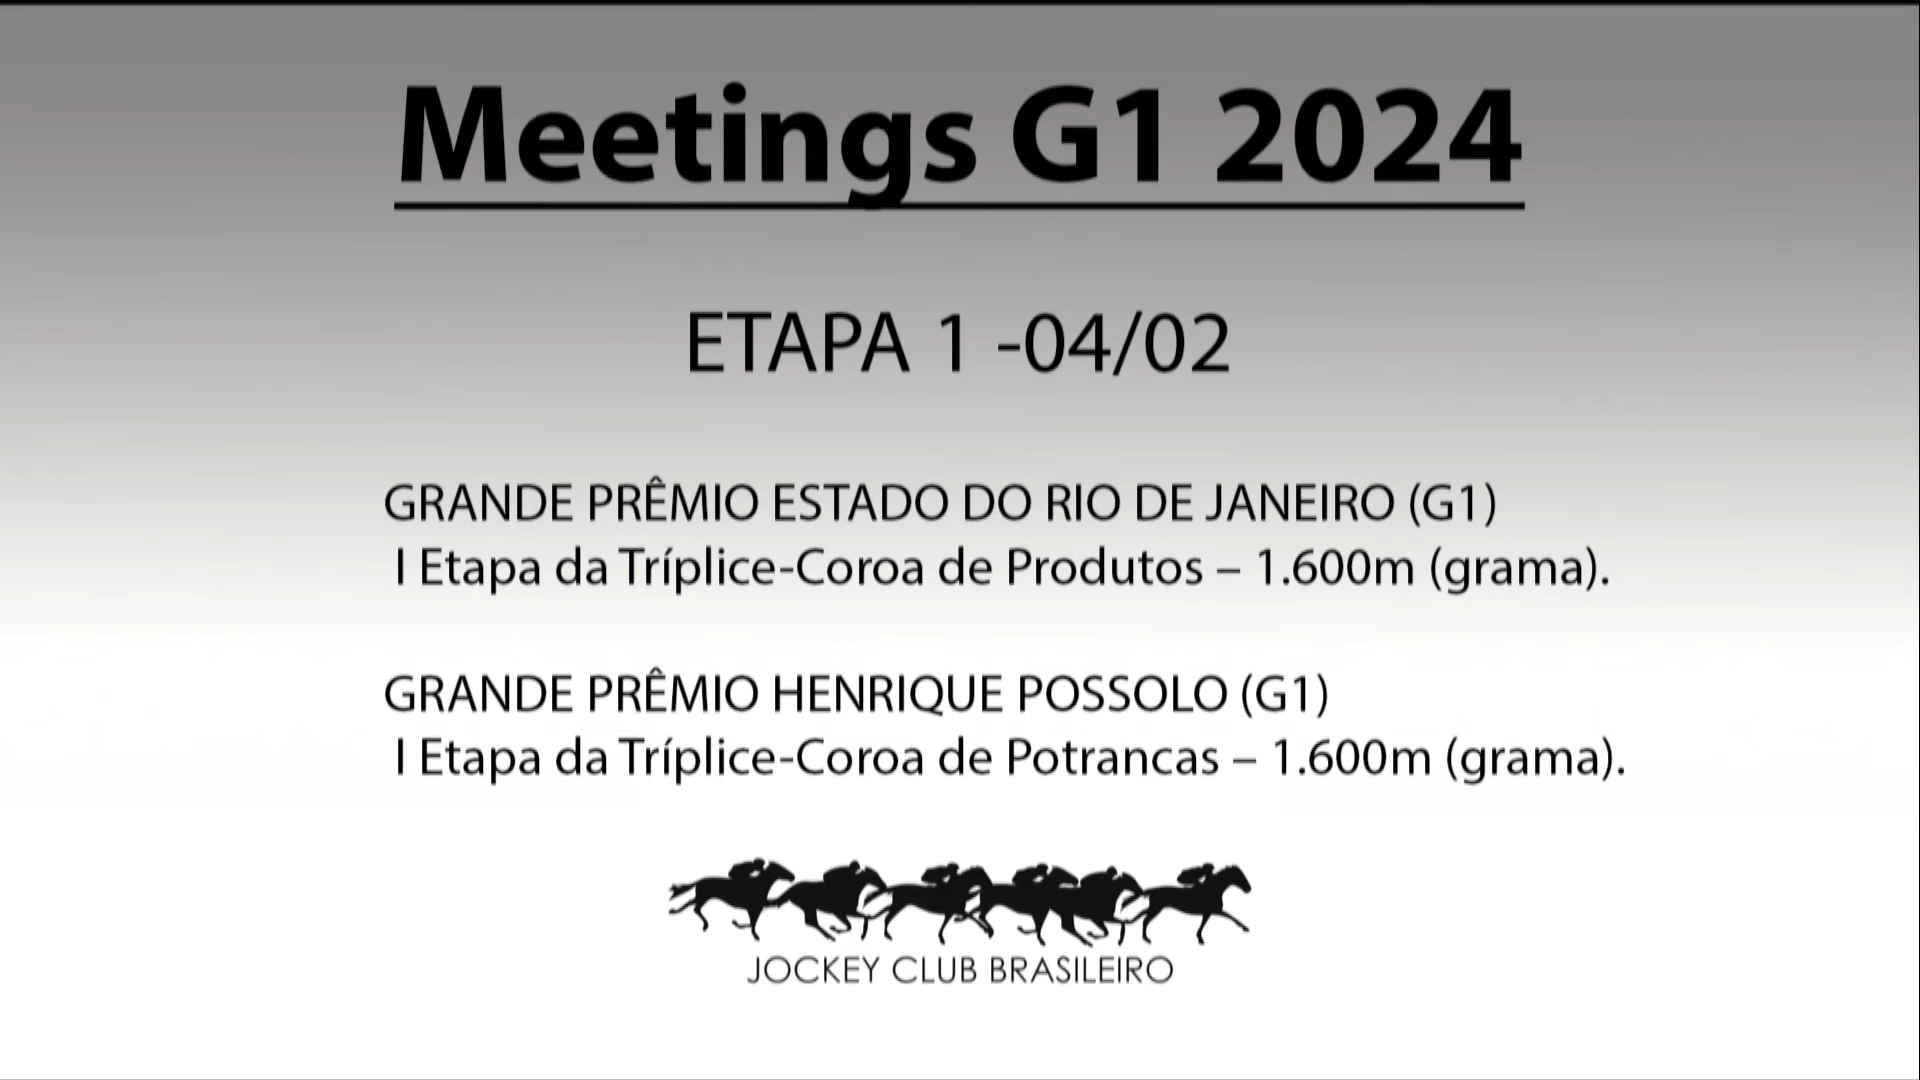 Meetings G1 2024
ETAPA 1 -04/02
GRANDE PRÊMIO ESTADO DO RIO DE JANEIRO (G1)
I Etapa da Tríplice-Coroa de Produtos – 1.600m (grama).
GRANDE PRÊMIO HENRIQUE POSSOLO (G1)
I Etapa da Tríplice-Coroa de Potrancas – 1.600m (grama).
JOCKEY CLUB BRASILEIRO